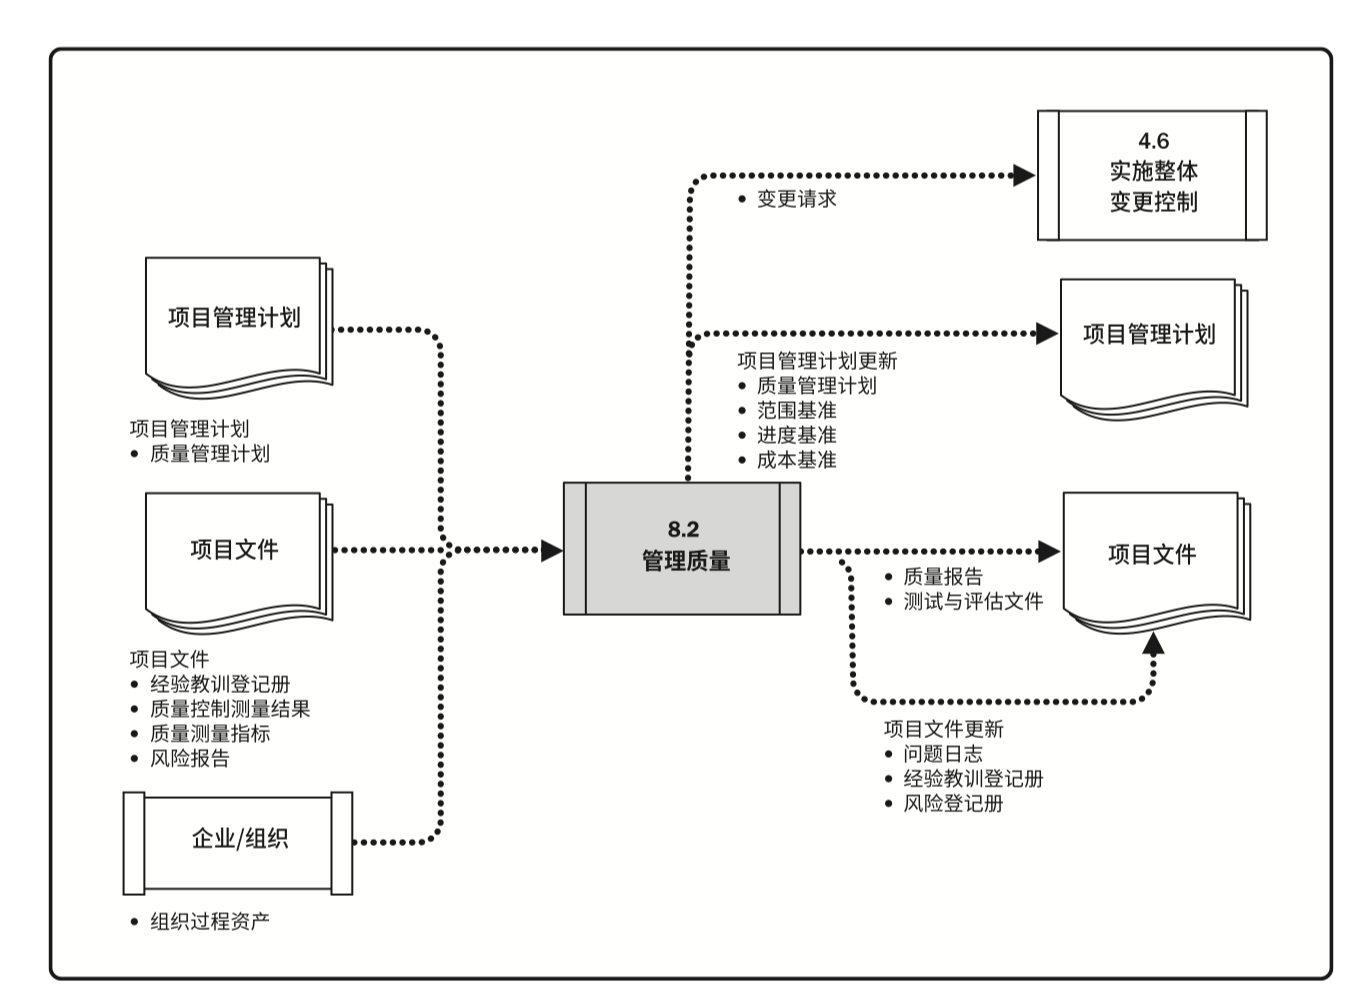 项目管理计划
项目管理计划
• 质量管理计划
项目文件
项目文件
• 经验教训登记册
• 质量控制测量结果
• 质量测量指标
• 风险报告
企业/组织
• 组织过程资产
8.2
管理质量
• 变更请求
4.6
实施整体
变更控制
项目管理计划更新
• 质量管理计划
• 范围基准
• 进度基准
• 成本基准
项目管理计划
• 质量报告
• 测试与评估文件
项目文件
项目文件更新
• 问题日志
• 经验教训登记册
• 风险登记册